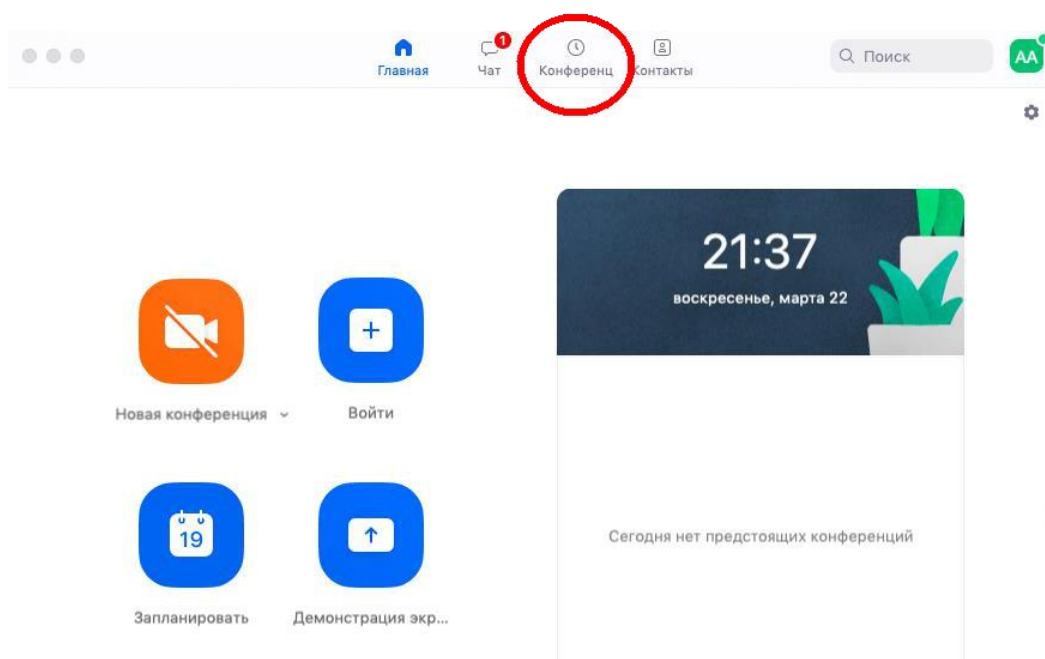 Главная
Чат
1
Конференц
Контакты
Поиск
AA
21:37
воскресенье, марта 22
Новая конференция
Войти
19
Запланировать
Демонстрация экр...
Сегодня нет предстоящих конференций